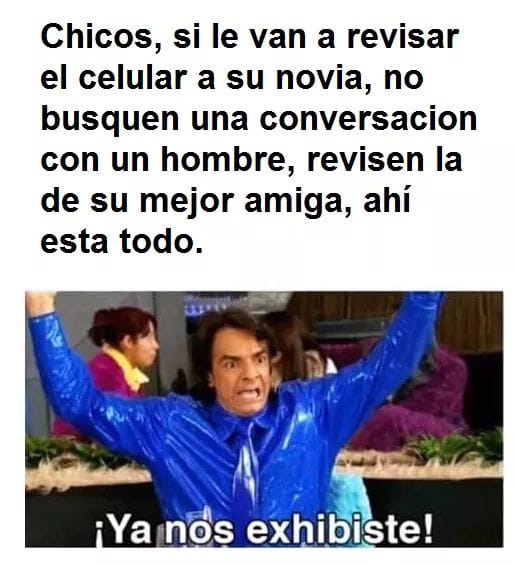 Chicos, si le van a revisar
el celular a su novia, no
busquen una conversacion
con un hombre, revisen la
de su mejor amiga, ahí
esta todo.
¡Ya nos exhibiste!